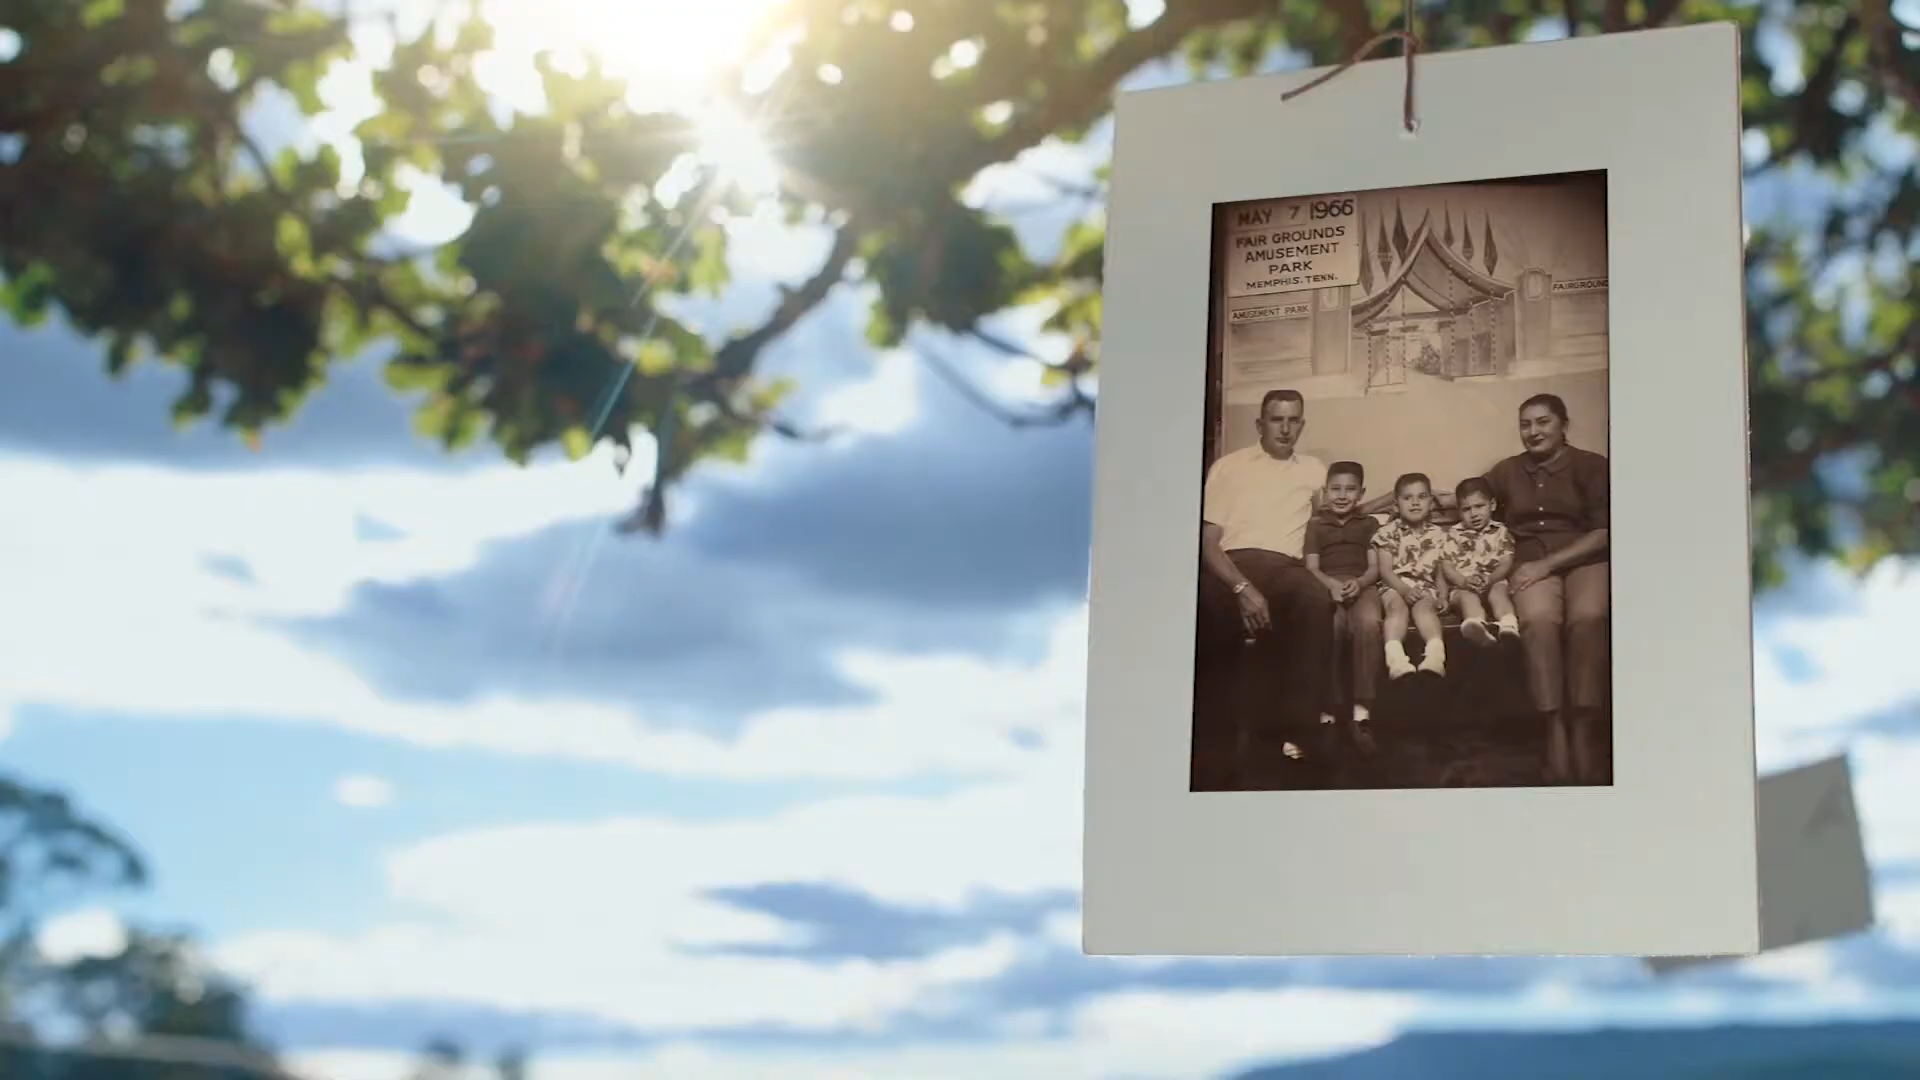 MAY 7 1966
FAIR GROUNDS
AMUSEMENT
PARK
MEMPHIS. TENN.
AMUSEMENT PARK
FAIRGROUND